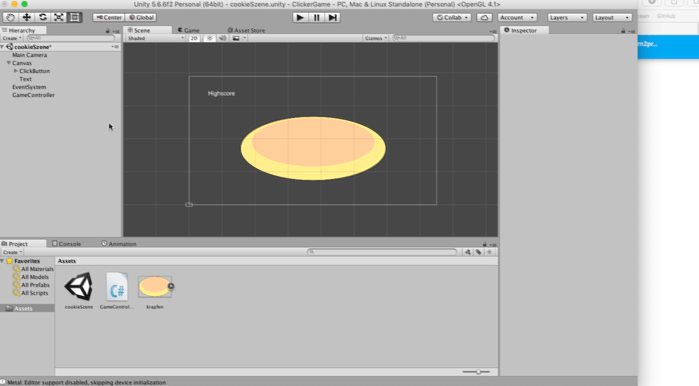 Unity 5.6.6f2 Personal (64bit) - cookieSzene.unity - ClickerGame - PC, Mac & Linux Standalone (Personal) <OpenGL 4.1>
Center Global Collab Account Layers Layout
Hierarchy Scene Game Asset Store Inspector
Create All Shaded 2D Gizmos All
cookieSzene*
Main Camera
Canvas
ClickButton
Text
EventSystem
GameController
Highscore
Project Console Animation
Create
Favorites
All Materials
All Models
All Prefabs
All Scripts
Assets
Assets
cookieSzene GameControl... krapfen
Metal: Editor support disabled, skipping device initialization